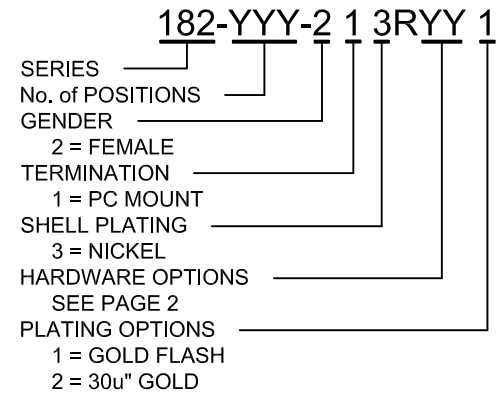 182-YYY-2 1 3RYY 1
SERIES
No. of POSITIONS
GENDER
2 = FEMALE
TERMINATION
1 = PC MOUNT
SHELL PLATING
3 = NICKEL
HARDWARE OPTIONS
SEE PAGE 2
PLATING OPTIONS
1 = GOLD FLASH
2 = 30u" GOLD